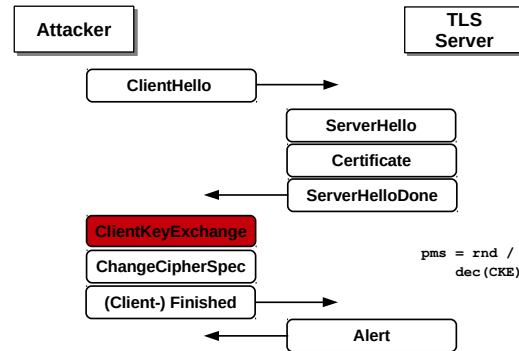 Attacker
TLS
Server
ClientHello
ServerHello
Certificate
ServerHelloDone
ClientKeyExchange
ChangeCipherSpec
(Client-) Finished
pms = rnd /
dec(CKE)
Alert